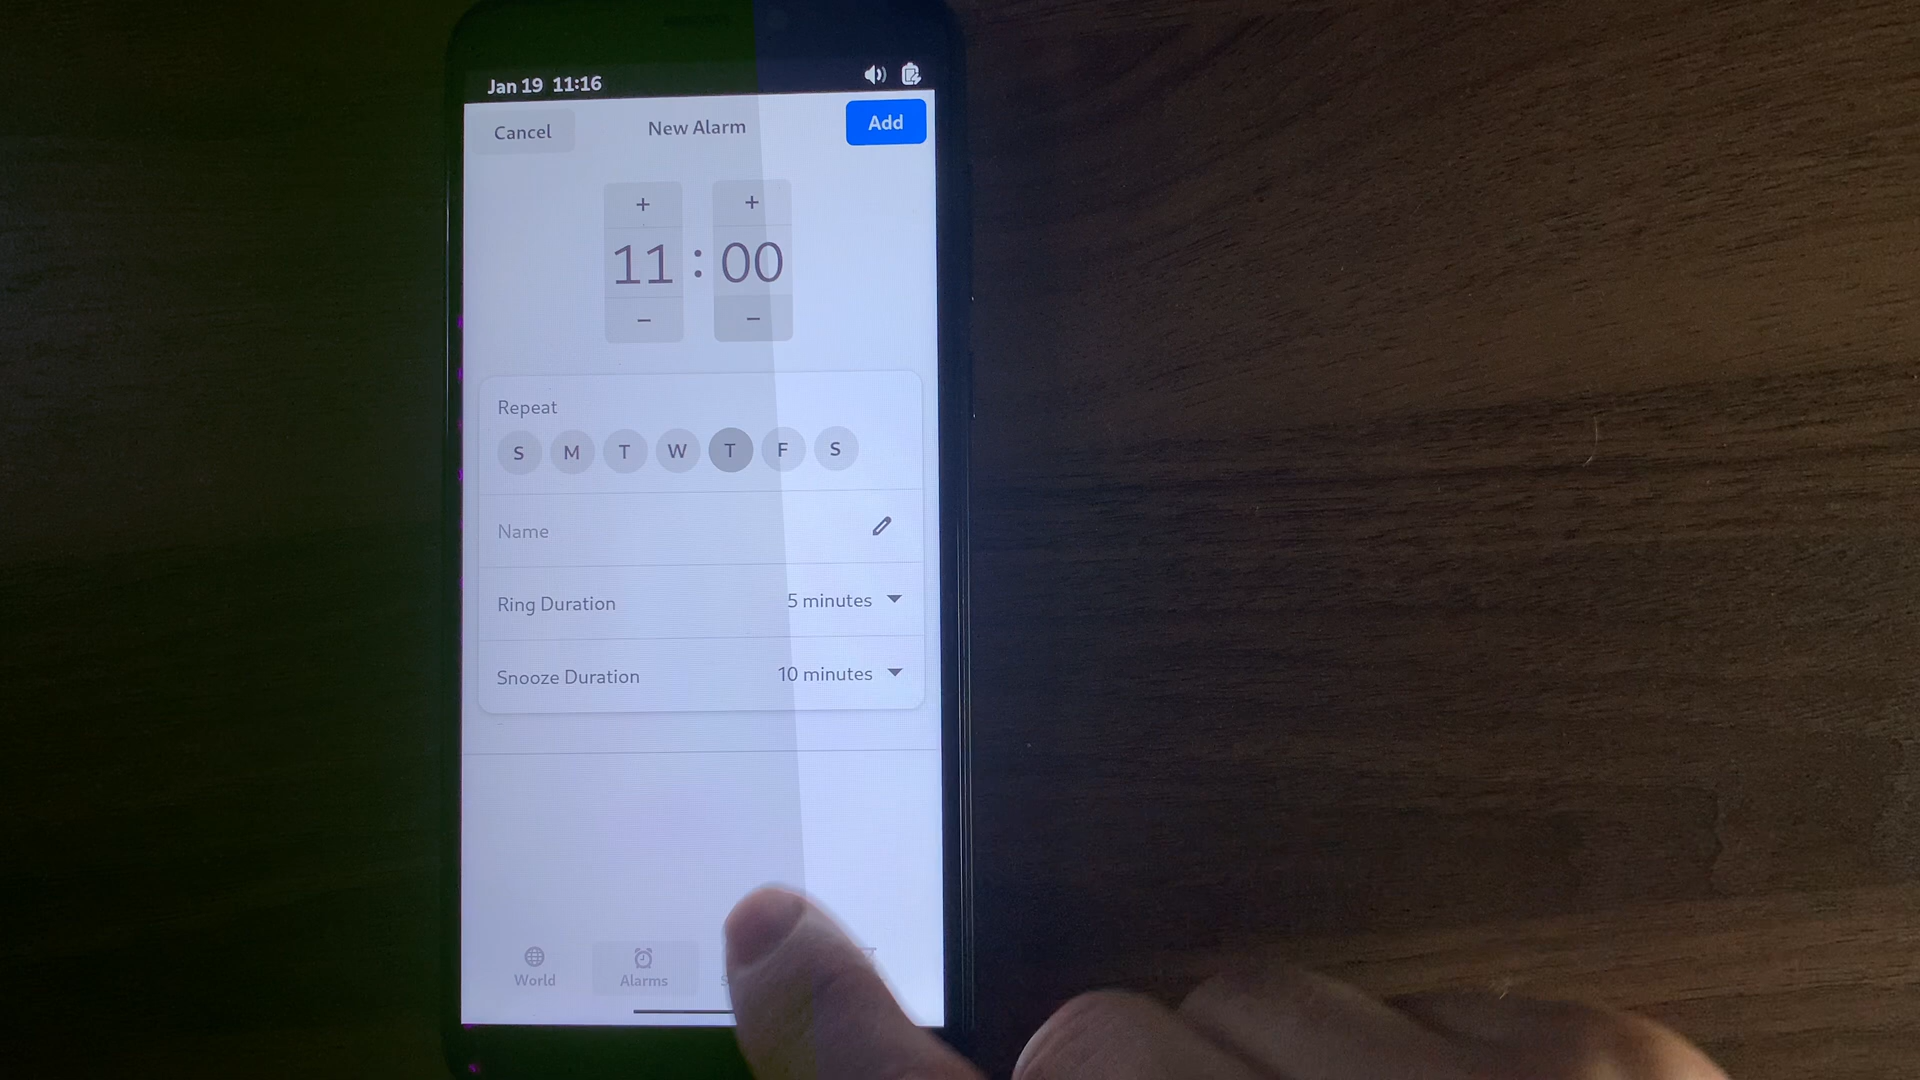 Jan 19 11:16
Cancel New Alarm Add
+ +
11 : 00
− −
Repeat
S M T W T F S
Name
Ring Duration 5 minutes
Snooze Duration 10 minutes
World Alarms